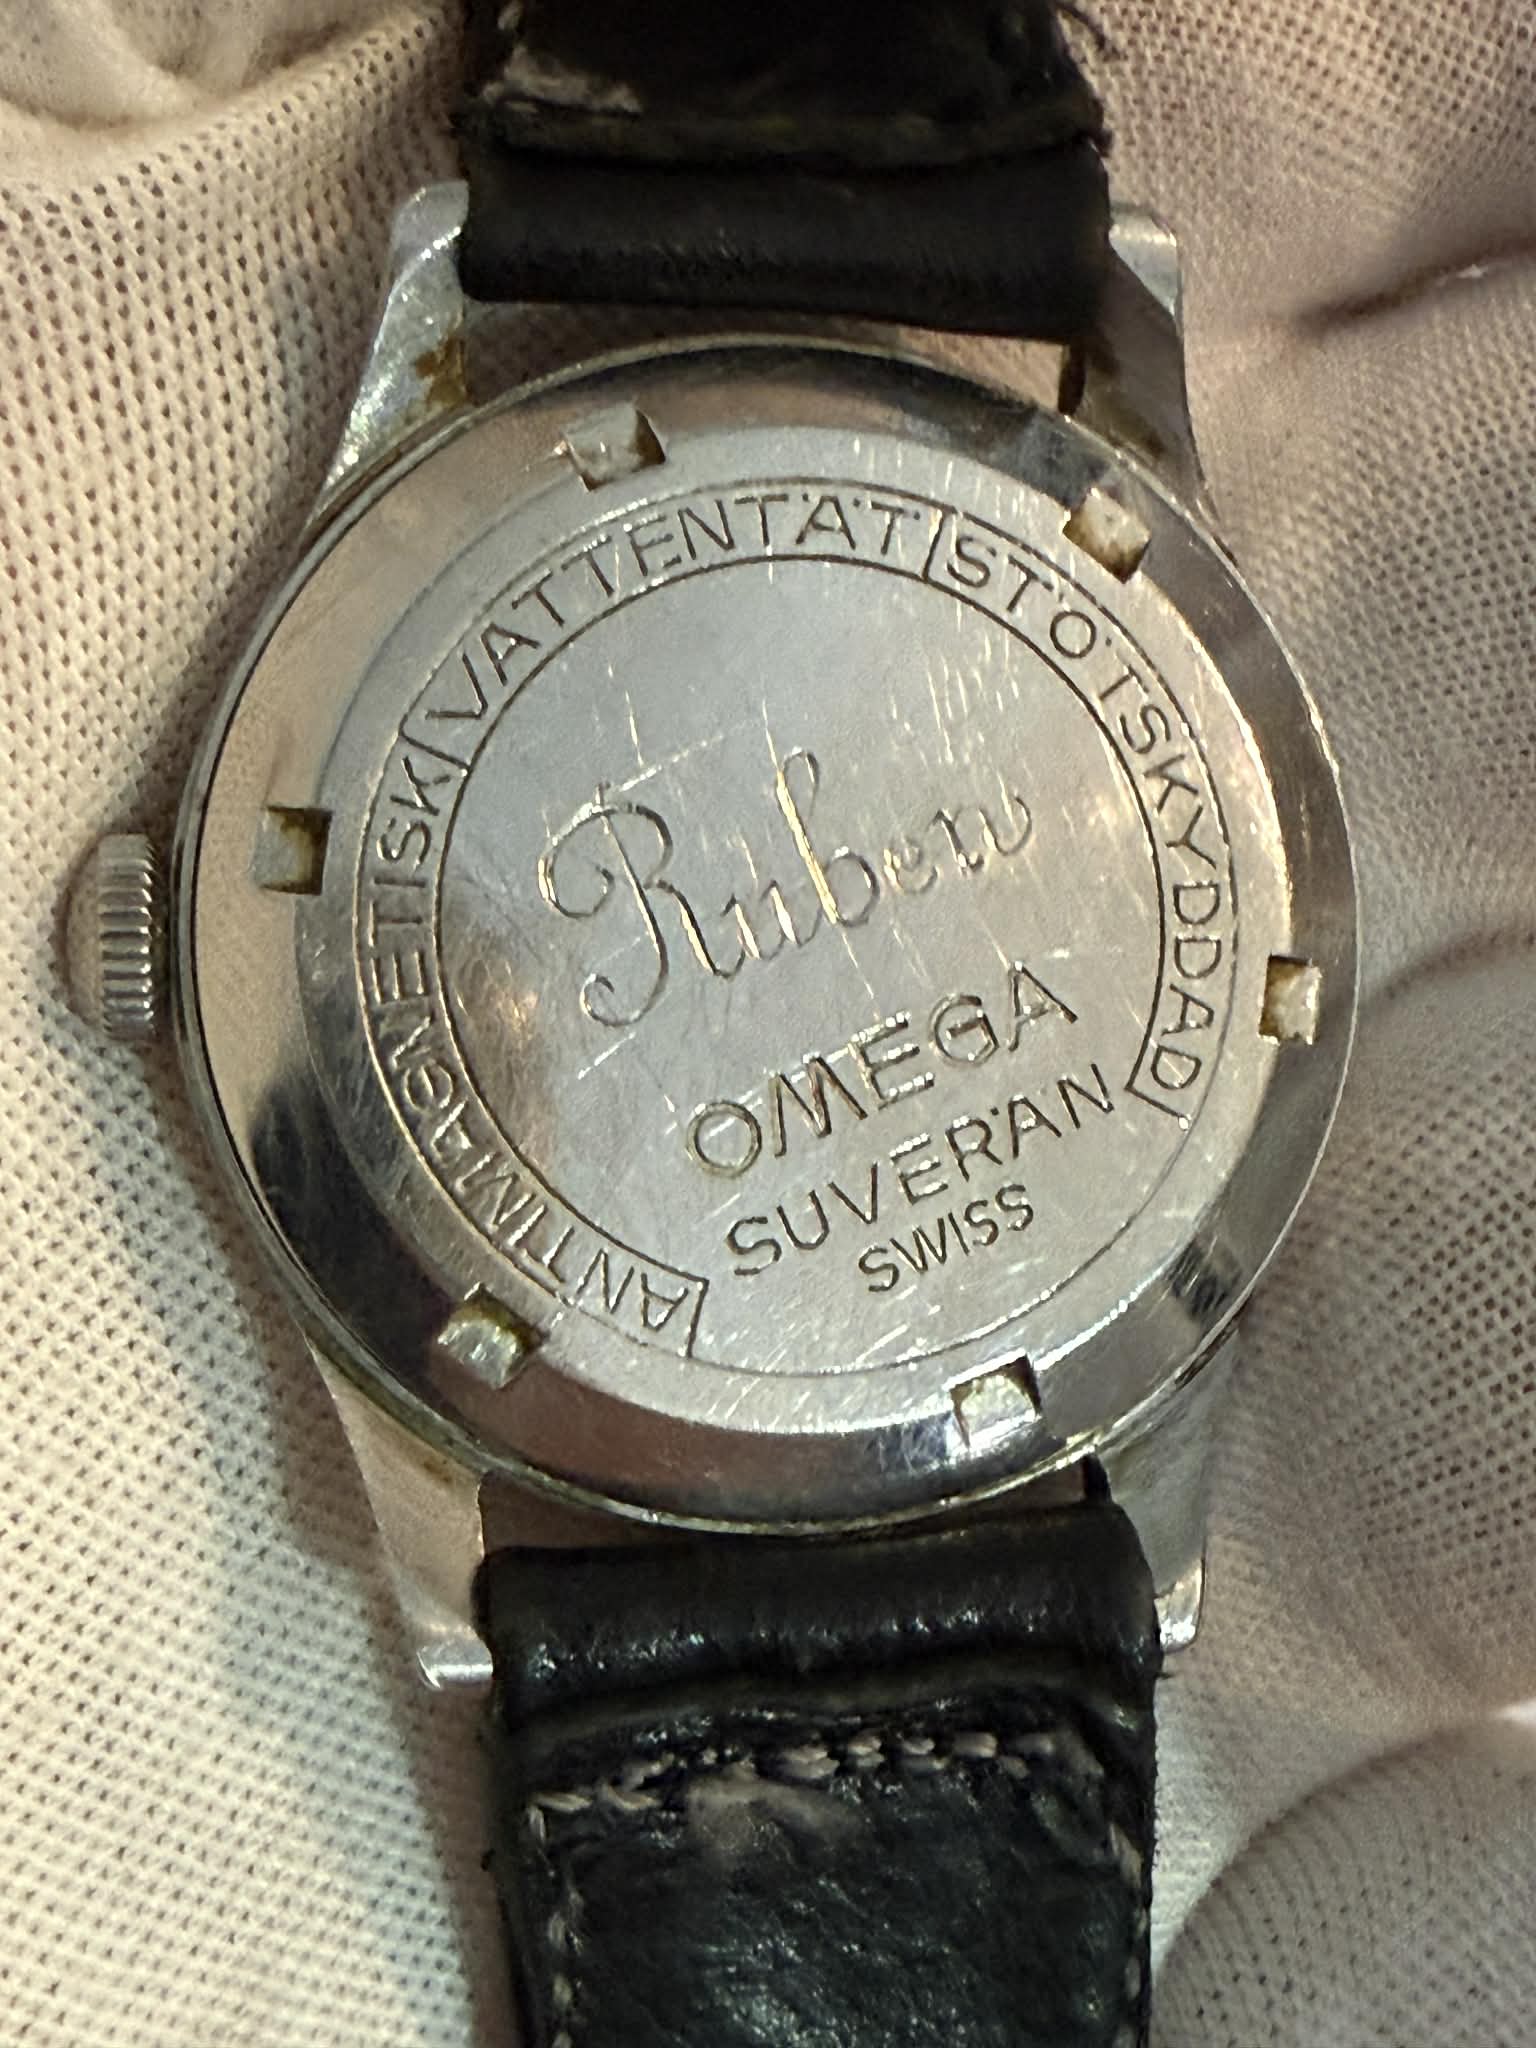 ANTIMAGNETISK
VATTENTÄT
STÖTSKYDDAD
Ruben
OMEGA
SUVERÄN
SWISS